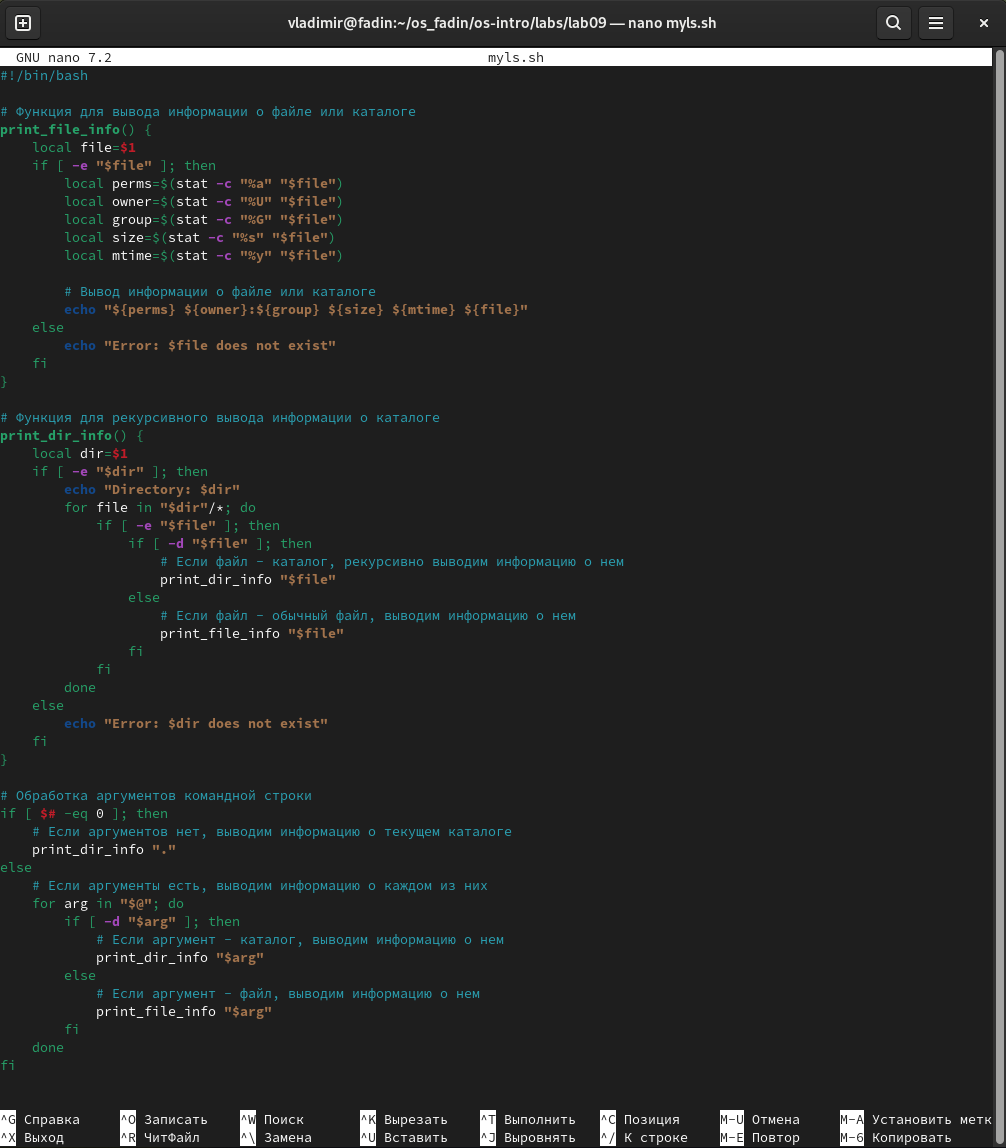 vladimir@fadin:~/os_fadin/os-intro/labs/lab09 — nano myls.sh
GNU nano 7.2 myls.sh
#!/bin/bash

# Функция для вывода информации о файле или каталоге
print_file_info() {
    local file=$1
    if [ -e "$file" ]; then
        local perms=$(stat -c "%a" "$file")
        local owner=$(stat -c "%U" "$file")
        local group=$(stat -c "%G" "$file")
        local size=$(stat -c "%s" "$file")
        local mtime=$(stat -c "%y" "$file")

        # Вывод информации о файле или каталоге
        echo "${perms} ${owner}:${group} ${size} ${mtime} ${file}"
    else
        echo "Error: $file does not exist"
    fi
}

# Функция для рекурсивного вывода информации о каталоге
print_dir_info() {
    local dir=$1
    if [ -e "$dir" ]; then
        echo "Directory: $dir"
        for file in "$dir"/*; do
            if [ -e "$file" ]; then
                if [ -d "$file" ]; then
                    # Если файл - каталог, рекурсивно выводим информацию о нем
                    print_dir_info "$file"
                else
                    # Если файл - обычный файл, выводим информацию о нем
                    print_file_info "$file"
                fi
            fi
        done
    else
        echo "Error: $dir does not exist"
    fi
}

# Обработка аргументов командной строки
if [ $# -eq 0 ]; then
    # Если аргументов нет, выводим информацию о текущем каталоге
    print_dir_info "."
else
    # Если аргументы есть, выводим информацию о каждом из них
    for arg in "$@"; do
        if [ -d "$arg" ]; then
            # Если аргумент - каталог, выводим информацию о нем
            print_dir_info "$arg"
        else
            # Если аргумент - файл, выводим информацию о нем
            print_file_info "$arg"
        fi
    done
fi

^G Справка ^O Записать ^W Поиск ^K Вырезать ^T Выполнить ^C Позиция M-U Отмена M-A Установить метк
^X Выход ^R ЧитФайл ^\ Замена ^U Вставить ^J Выровнять ^/ К строке M-E Повтор M-6 Копировать